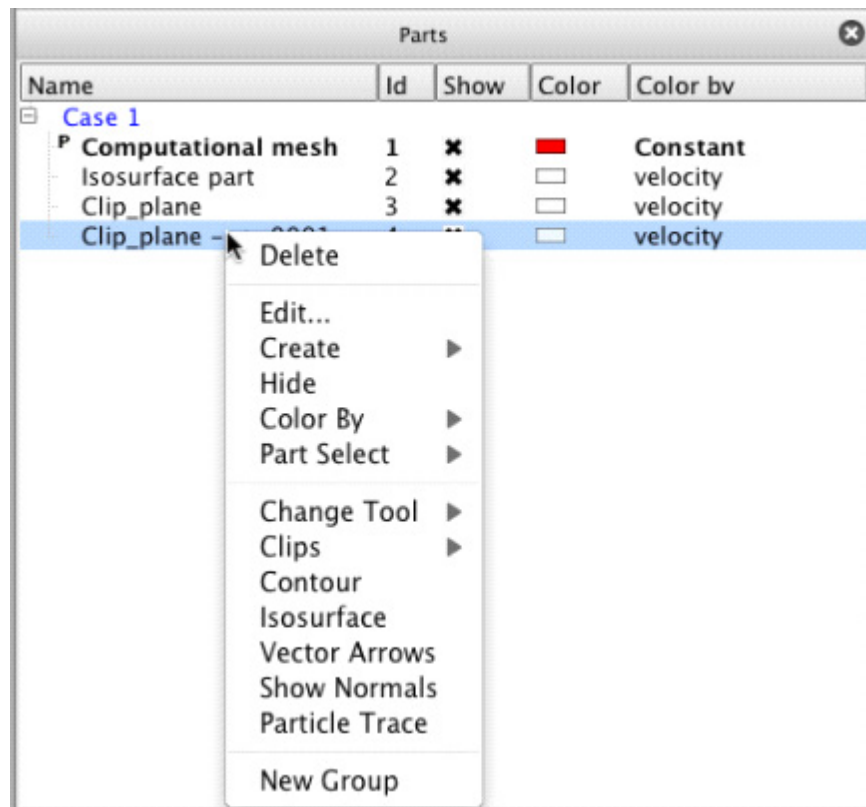 Parts
Name Id Show Color Color by
Case 1
P Computational mesh 1 Constant
Isosurface part 2 velocity
Clip_plane 3 velocity
Clip_plane velocity
Delete
Edit...
Create
Hide
Color By
Part Select
Change Tool
Clips
Contour
Isosurface
Vector Arrows
Show Normals
Particle Trace
New Group